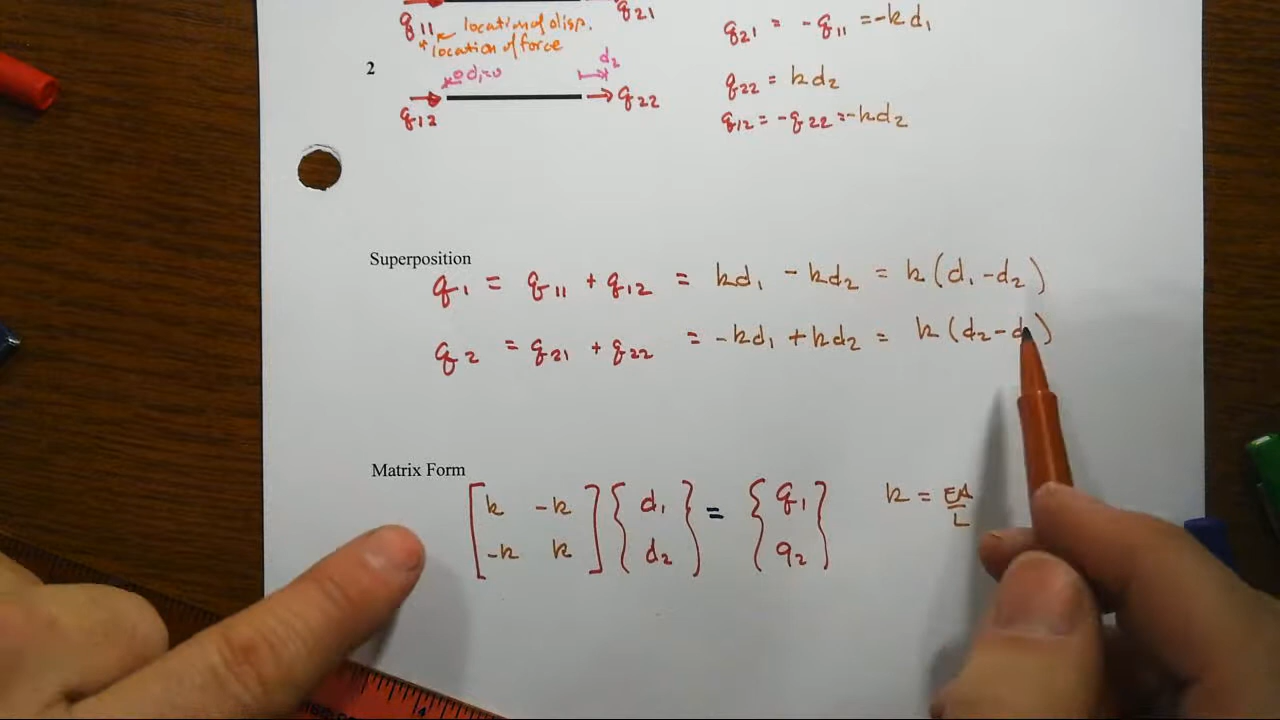 q11 location of disp. q21
location of force
q21 = -q11 = -kd1
2
d1=0 d2
q12 q22
q22 = kd2
q12 = -q22 = -kd2
Superposition
q1 = q11 + q12 = kd1 - kd2 = k(d1 - d2)
q2 = q21 + q22 = -kd1 + kd2 = k(d2 - d
Matrix Form
[k -k] {d1} = {q1} k = EA/L
[-k k] {d2} {q2}
4